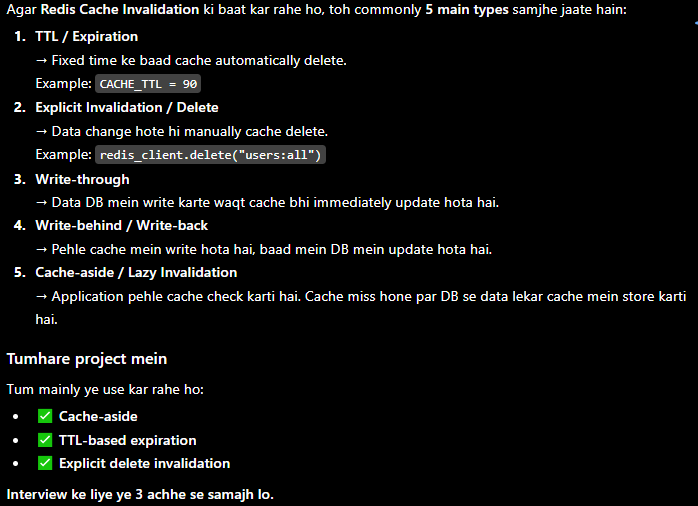 Agar Redis Cache Invalidation ki baat kar rahe ho, toh commonly 5 main types samjhe jaate hain:
1. TTL / Expiration
→ Fixed time ke baad cache automatically delete.
Example: CACHE_TTL = 90
2. Explicit Invalidation / Delete
→ Data change hote hi manually cache delete.
Example: redis_client.delete("users:all")
3. Write-through
→ Data DB mein write karte waqt cache bhi immediately update hota hai.
4. Write-behind / Write-back
→ Pehle cache mein write hota hai, baad mein DB mein update hota hai.
5. Cache-aside / Lazy Invalidation
→ Application pehle cache check karti hai. Cache miss hone par DB se data lekar cache mein store karti
hai.
Tumhare project mein
Tum mainly ye use kar rahe ho:
• ✅ Cache-aside
• ✅ TTL-based expiration
• ✅ Explicit delete invalidation
Interview ke liye ye 3 achhe se samajh lo.